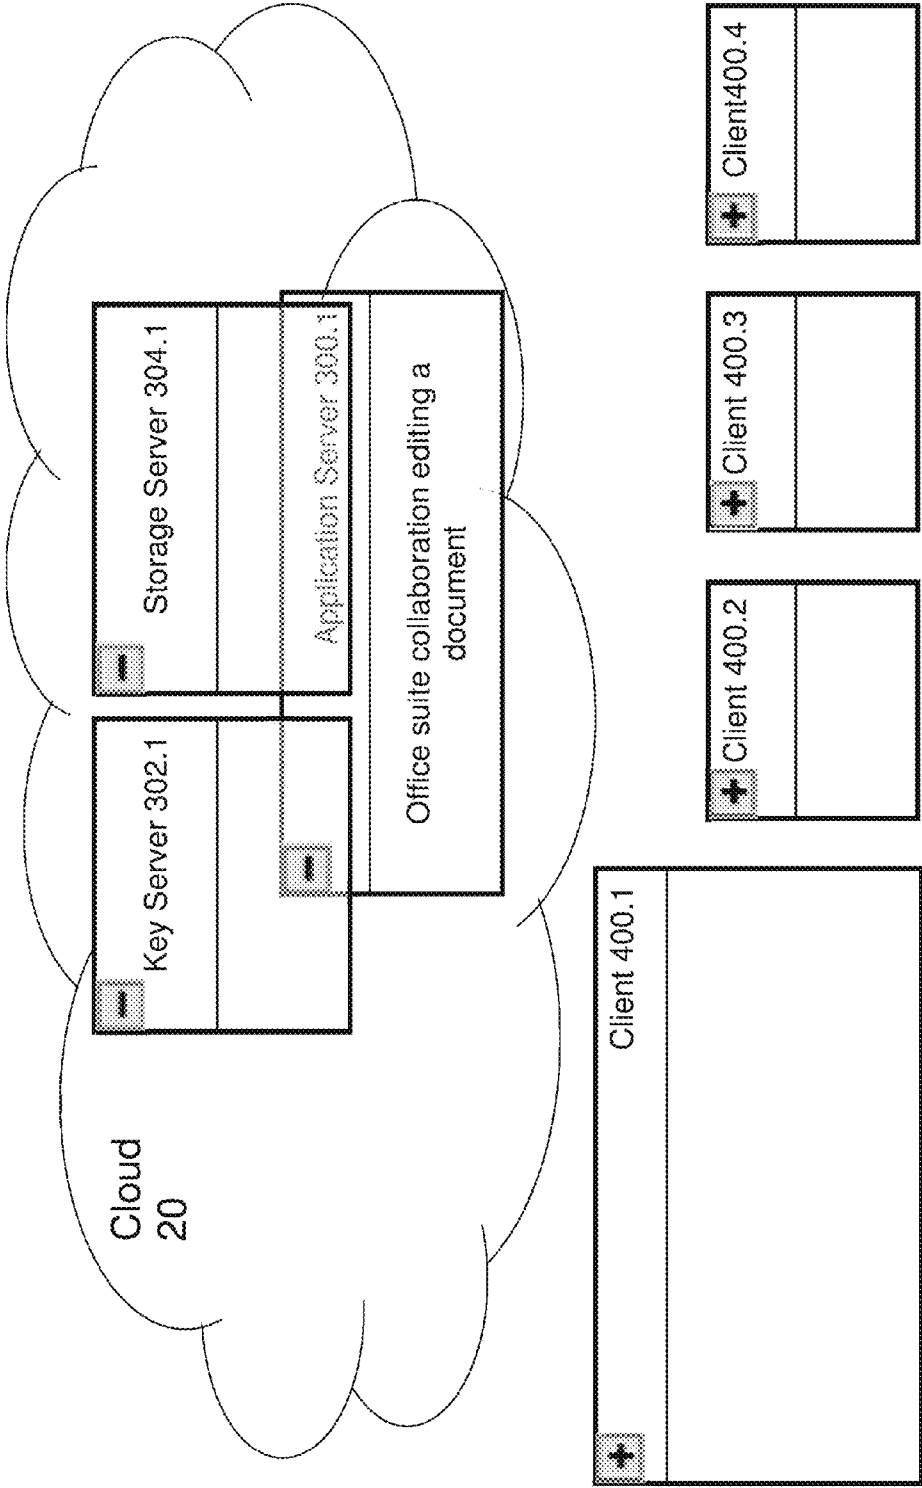 Cloud
20
Key Server 302.1
Storage Server 304.1
Application Server 300.1
Office suite collaboration editing a
document
Client 400.1
Client 400.2
Client 400.3
Client400.4